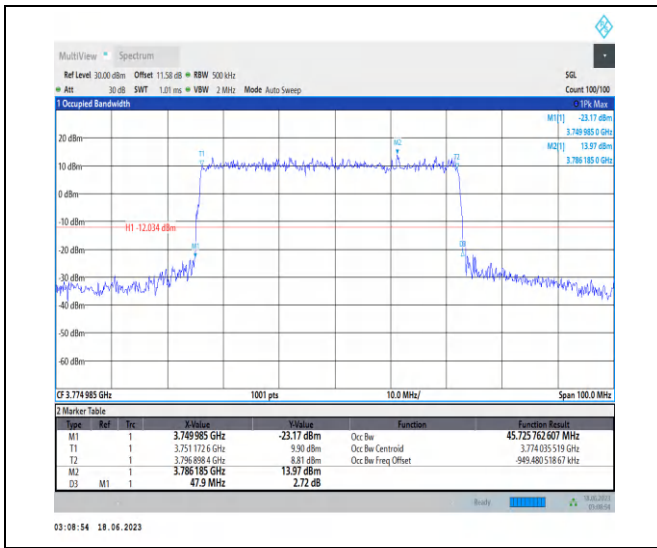 MultiView Spectrum
Ref Level 30.00 dBm Offset 11.58 dB RBW 500 kHz SGL
Att 30 dB SWT 1.01 ms VBW 2 MHz Mode Auto Sweep Count 100/100
1 Occupied Bandwidth 1Pk Max
M1[1] -23.17 dBm
3.749 985 0 GHz
M2[1] 13.97 dBm
3.786 185 0 GHz
20 dBm
M2
T1
T2
10 dBm
0 dBm
-10 dBm
H1 -12.034 dBm
M1
D3
-20 dBm
-30 dBm
-40 dBm
-50 dBm
-60 dBm
CF 3.774 985 GHz 1001 pts 10.0 MHz/ Span 100.0 MHz
2 Marker Table
Type Ref Trc X-Value Y-Value Function Function Result
M1 1 3.749 985 GHz -23.17 dBm Occ Bw 45.725 762 607 MHz
T1 1 3.751 172 6 GHz 9.90 dBm Occ Bw Centroid 3.774 035 519 GHz
T2 1 3.796 898 4 GHz 8.81 dBm Occ Bw Freq Offset -949.480 518 67 kHz
M2 1 3.786 185 GHz 13.97 dBm
D3 M1 1 47.9 MHz 2.72 dB
Ready 18.06.2023
03:08:54
03:08:54 18.06.2023